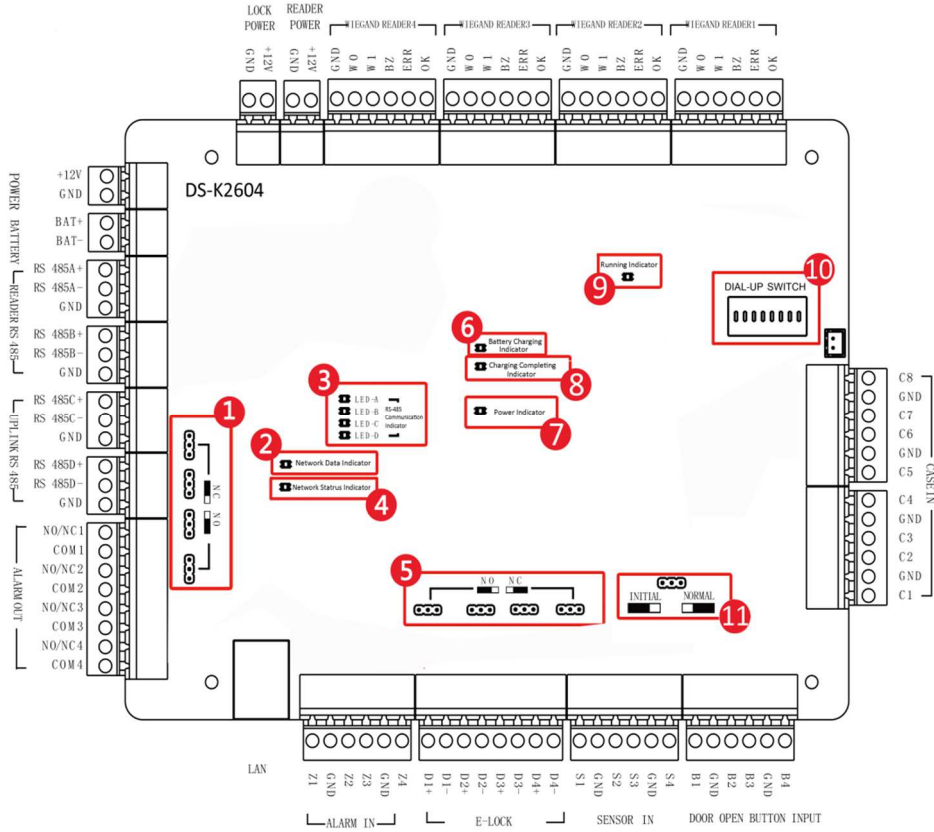 LOCK POWER
READER POWER
WIEGAND READER4
WIEGAND READER3
WIEGAND READER2
WIEGAND READER1
GND +12V
GND +12V
GND W0 W1 BZ ERR OK
GND W0 W1 BZ ERR OK
GND W0 W1 BZ ERR OK
GND W0 W1 BZ ERR OK
DS-K2604
POWER
+12V
GND
BATTERY
BAT+
BAT-
READER RS 485
RS 485A+
RS 485A-
GND
RS 485B+
RS 485B-
GND
UPLINK RS 485
RS 485C+
RS 485C-
GND
RS 485D+
RS 485D-
GND
ALARM OUT
NO/NC1
COM1
NO/NC2
COM2
NO/NC3
COM3
NO/NC4
COM4
1
NC
NO
2
Network Data Indicator
3
LED-A
LED-B
LED-C
LED-D
RS-485
Communication
Indicator
4
Network Statrus Indicator
5
NO NC
6
Battery Charging
Indicator
Charging Completing
Indicator
8
Power Indicator
7
Running Indicator
9
10
DIAL-UP SWITCH
INITIAL NORMAL
11
C8
GND
C7
C6
GND
C5
C4
GND
C3
C2
GND
C1
CASE IN
LAN
Z1 GND Z2 Z3 GND Z4
ALARM IN
D1+ D1- D2+ D2- D3+ D3- D4+ D4-
E-LOCK
S1 GND S2 S3 GND S4
SENSOR IN
B1 GND B2 B3 GND B4
DOOR OPEN BUTTON INPUT